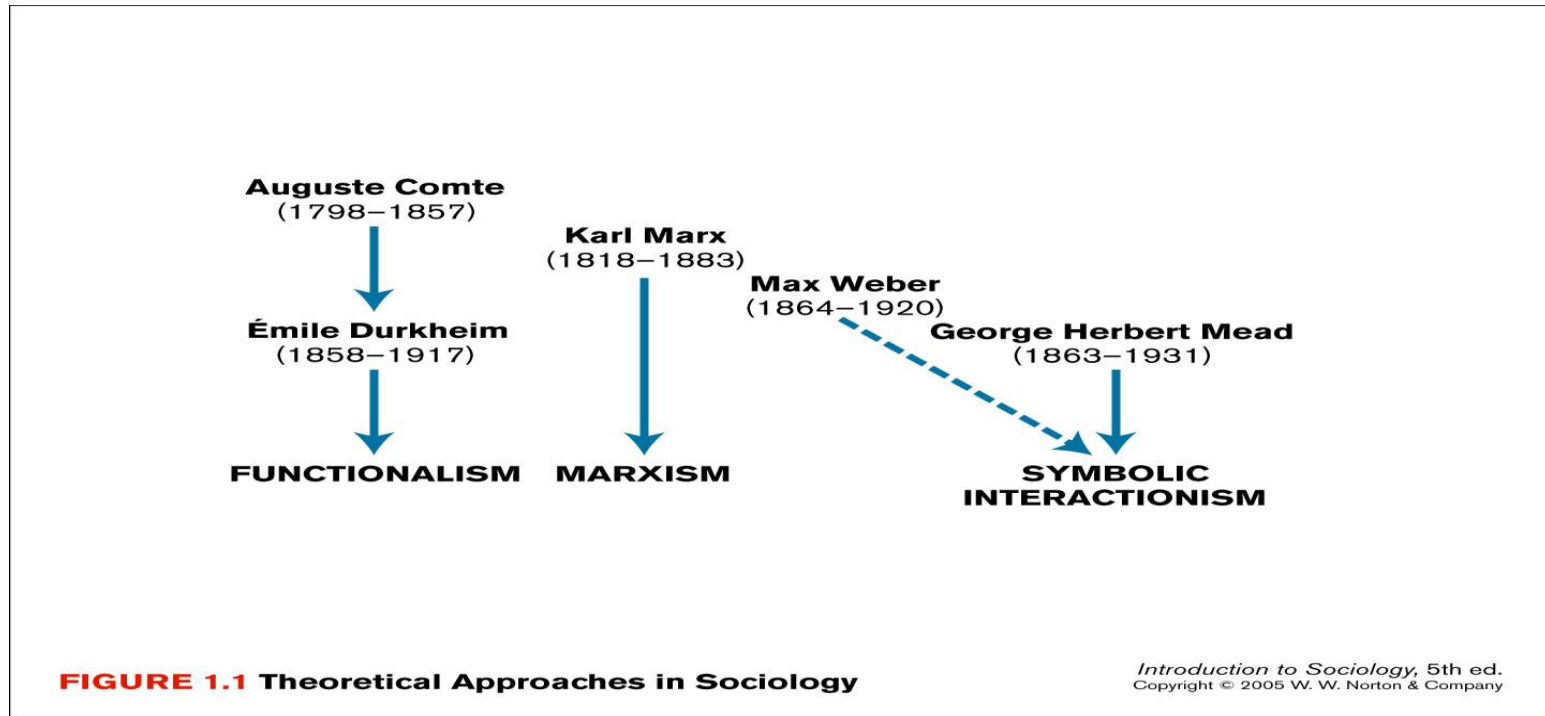 Auguste Comte
(1798–1857)
Karl Marx
(1818–1883)
Max Weber
(1864–1920)
Émile Durkheim
(1858–1917)
George Herbert Mead
(1863–1931)
FUNCTIONALISM
MARXISM
SYMBOLIC
INTERACTIONISM
FIGURE 1.1 Theoretical Approaches in Sociology
Introduction to Sociology, 5th ed.
Copyright © 2005 W. W. Norton & Company